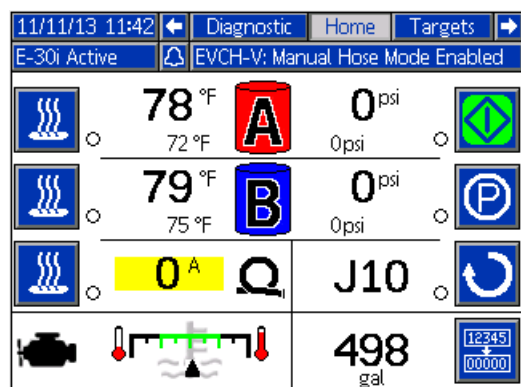 11/11/13 11:42 Diagnostic Home Targets
E-30i Active EVCH-V: Manual Hose Mode Enabled
78 °F A 0 psi
72 °F 0psi
79 °F B 0 psi P
75 °F 0psi
0 A J10
498 12345
gal 00000